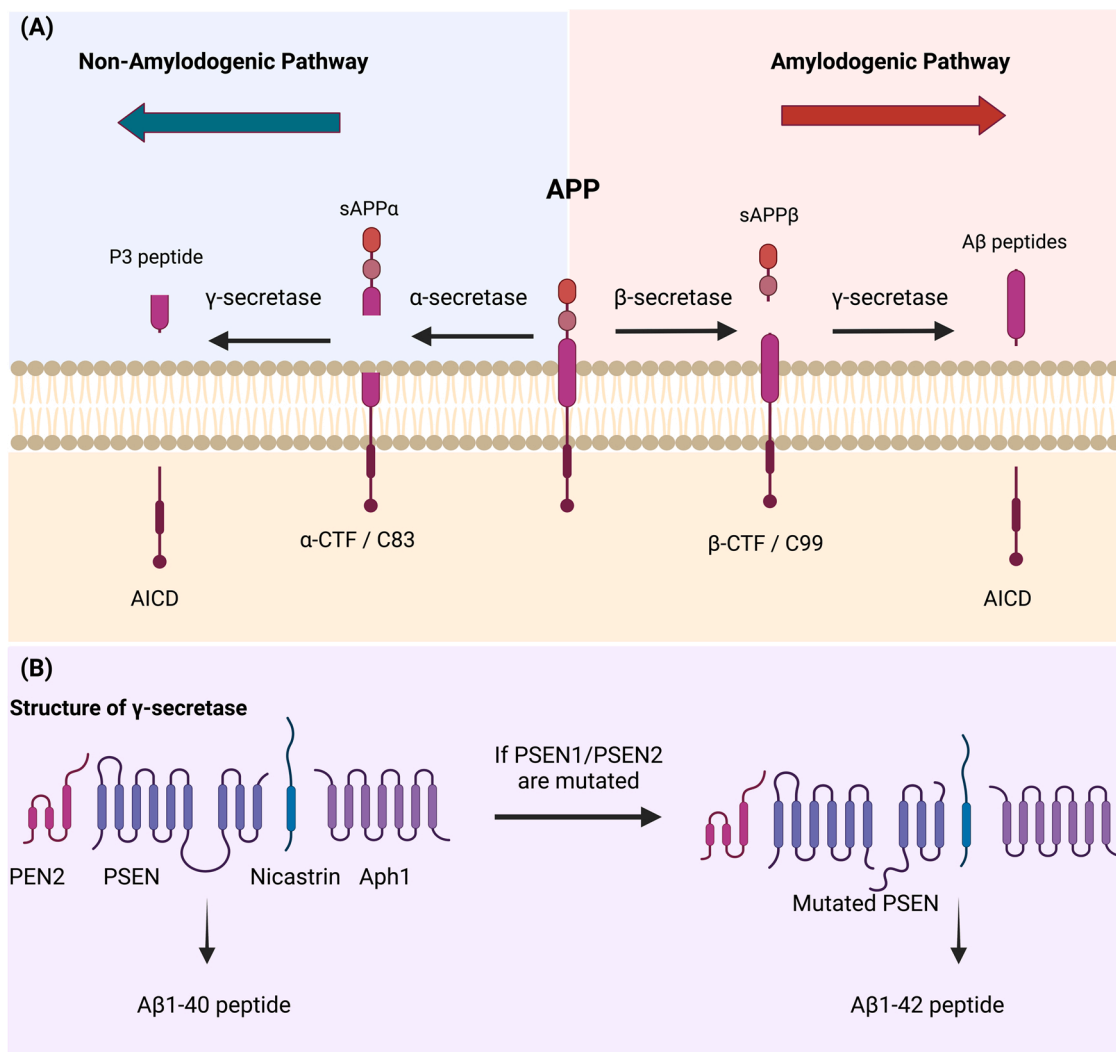 (A)
Non-Amylodogenic Pathway
Amylodogenic Pathway
APP
sAPPα
sAPPβ
P3 peptide
Aβ peptides
γ-secretase
α-secretase
β-secretase
γ-secretase
α-CTF / C83
β-CTF / C99
AICD
AICD
(B)
Structure of γ-secretase
If PSEN1/PSEN2
are mutated
PEN2
PSEN
Nicastrin
Aph1
Mutated PSEN
Aβ1-40 peptide
Aβ1-42 peptide